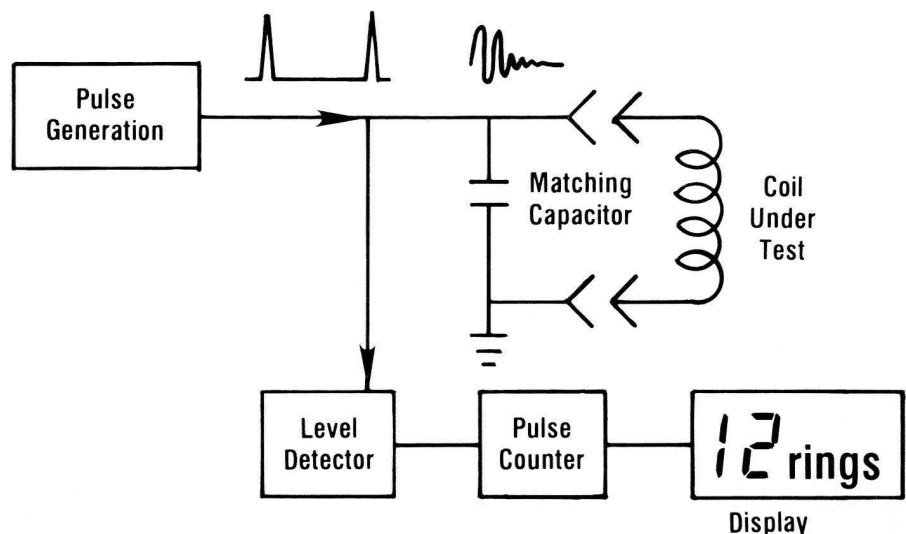 Pulse
Generation
Matching
Capacitor
Coil
Under
Test
Level
Detector
Pulse
Counter
12 rings
Display